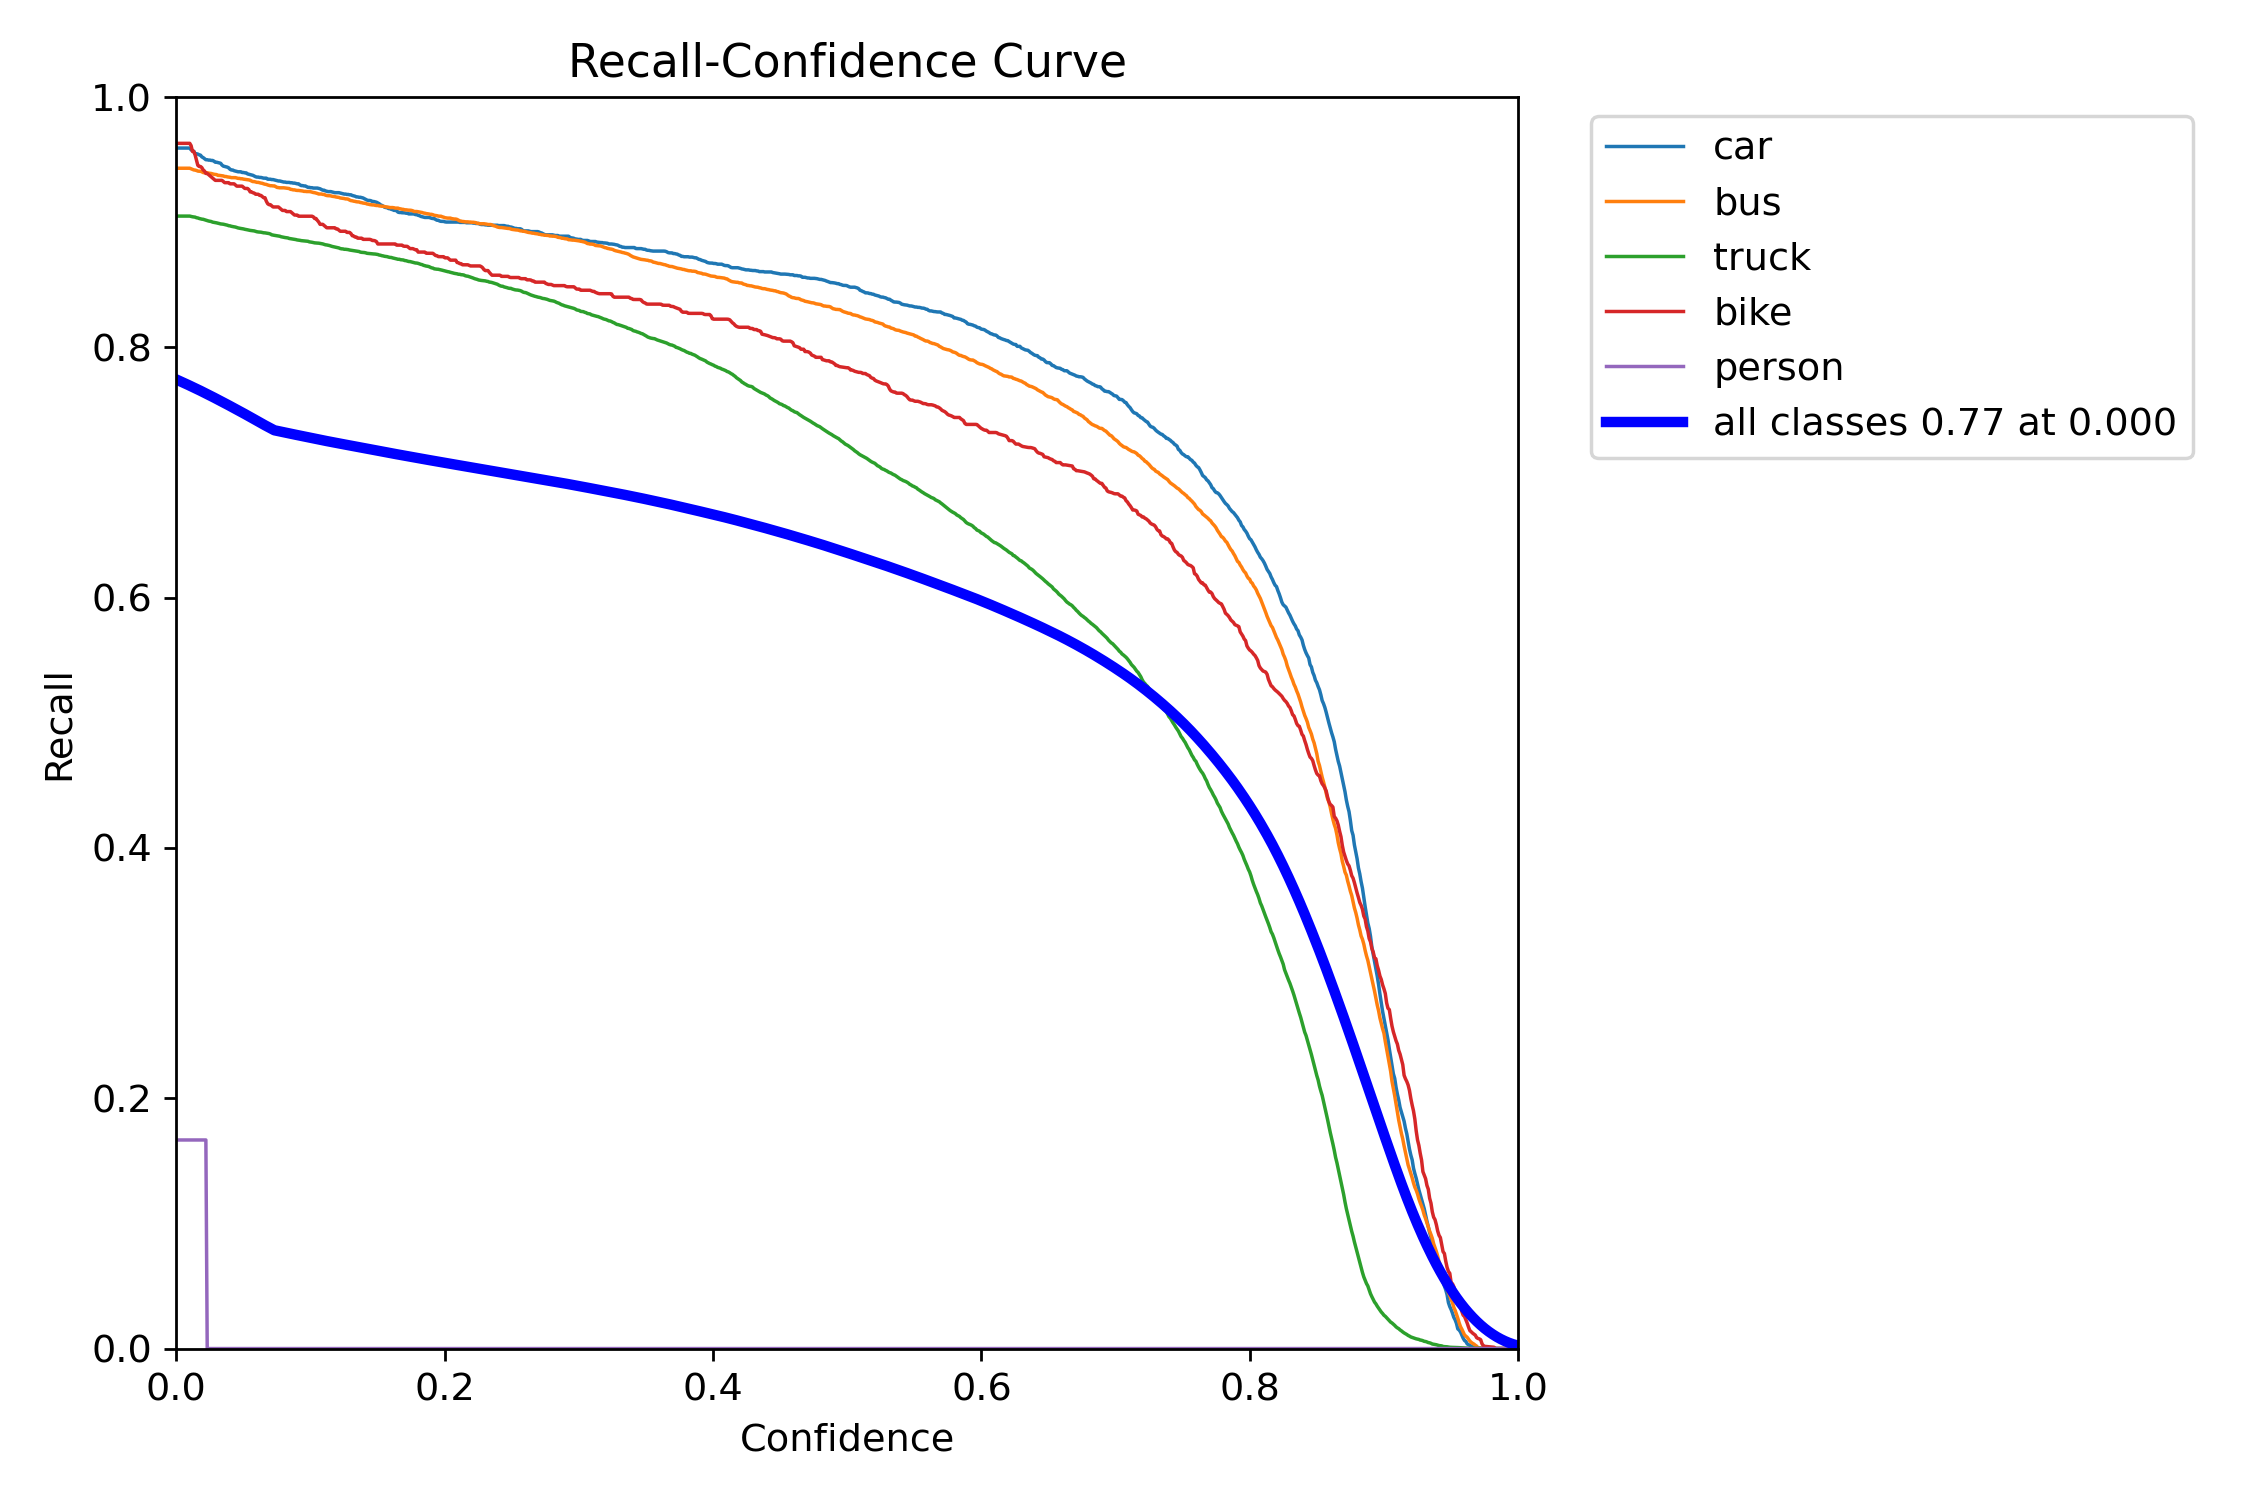 Recall-Confidence Curve
1.0
0.8
0.6
0.4
0.2
0.0
Recall
0.0 0.2 0.4 0.6 0.8 1.0
Confidence
car
bus
truck
bike
person
all classes 0.77 at 0.000